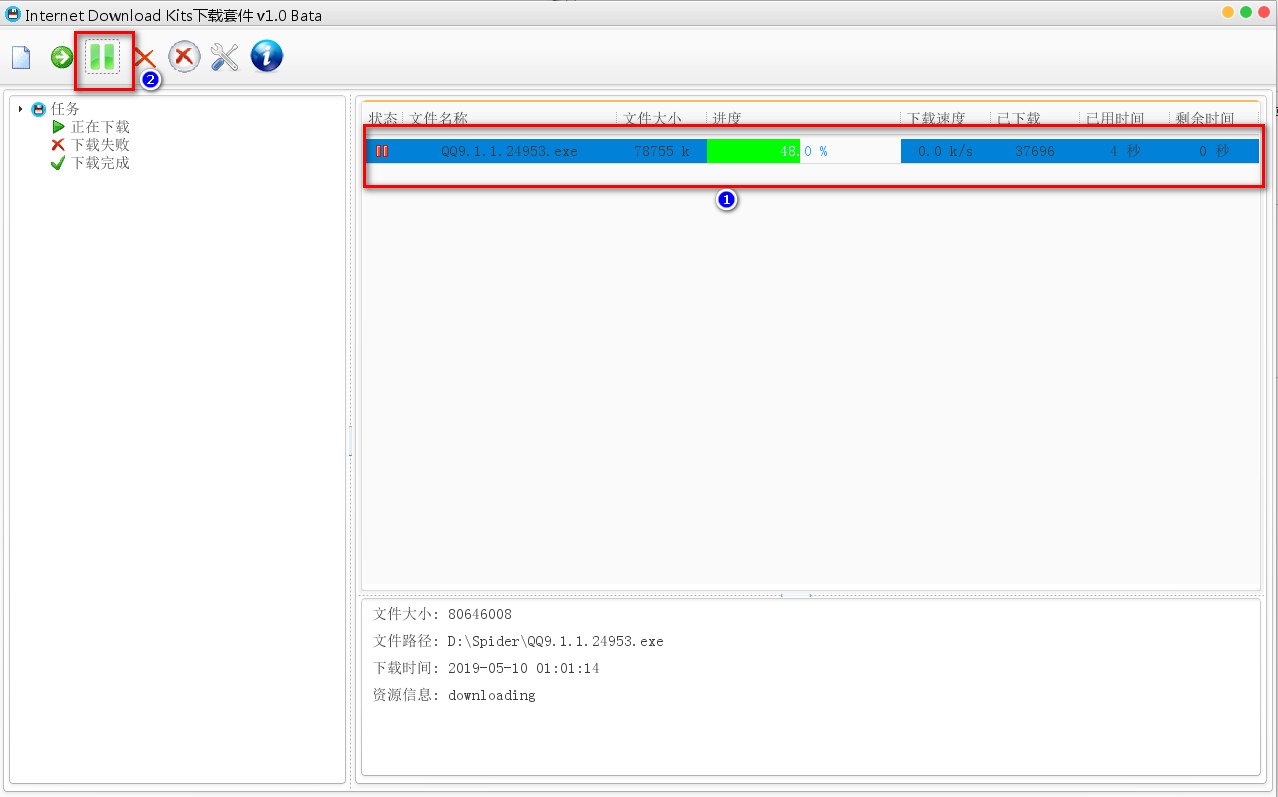 Internet Download Kits下载套件 v1.0 Bata
2
任务
正在下载
下载失败
下载完成
状态 文件名称 文件大小 进度 下载速度 已下载 已用时间 剩余时间
QQ9.1.1.24953.exe 78755 k 48.0 % 0.0 k/s 37696 4 秒 0 秒
1
文件大小: 80646008
文件路径: D:\Spider\QQ9.1.1.24953.exe
下载时间: 2019-05-10 01:01:14
资源信息: downloading